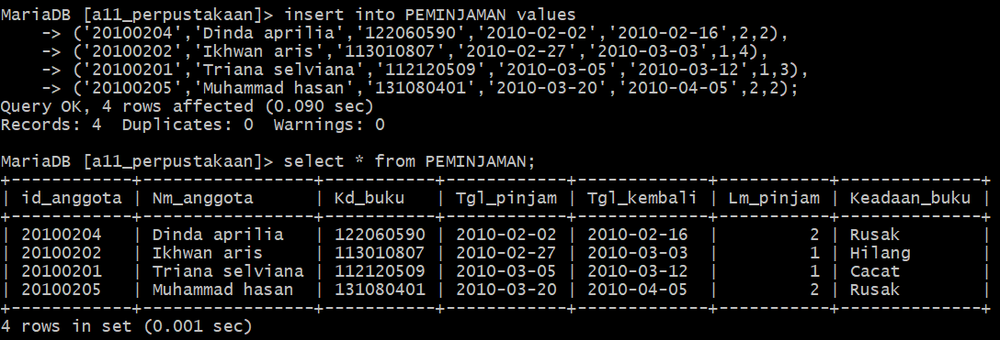 MariaDB [a11_perpustakaan]> insert into PEMINJAMAN values
    -> ('20100204','Dinda aprilia','122060590','2010-02-02','2010-02-16',2,2),
    -> ('20100202','Ikhwan aris','113010807','2010-02-27','2010-03-03',1,4),
    -> ('20100201','Triana selviana','112120509','2010-03-05','2010-03-12',1,3),
    -> ('20100205','Muhammad hasan','131080401','2010-03-20','2010-04-05',2,2);
Query OK, 4 rows affected (0.090 sec)
Records: 4  Duplicates: 0  Warnings: 0

MariaDB [a11_perpustakaan]> select * from PEMINJAMAN;
+------------+-----------------+-----------+------------+-------------+-----------+--------------+
| id_anggota | Nm_anggota      | Kd_buku   | Tgl_pinjam | Tgl_kembali | Lm_pinjam | Keadaan_buku |
+------------+-----------------+-----------+------------+-------------+-----------+--------------+
| 20100204   | Dinda aprilia   | 122060590 | 2010-02-02 | 2010-02-16  |         2 | Rusak        |
| 20100202   | Ikhwan aris     | 113010807 | 2010-02-27 | 2010-03-03  |         1 | Hilang       |
| 20100201   | Triana selviana | 112120509 | 2010-03-05 | 2010-03-12  |         1 | Cacat        |
| 20100205   | Muhammad hasan  | 131080401 | 2010-03-20 | 2010-04-05  |         2 | Rusak        |
+------------+-----------------+-----------+------------+-------------+-----------+--------------+
4 rows in set (0.001 sec)